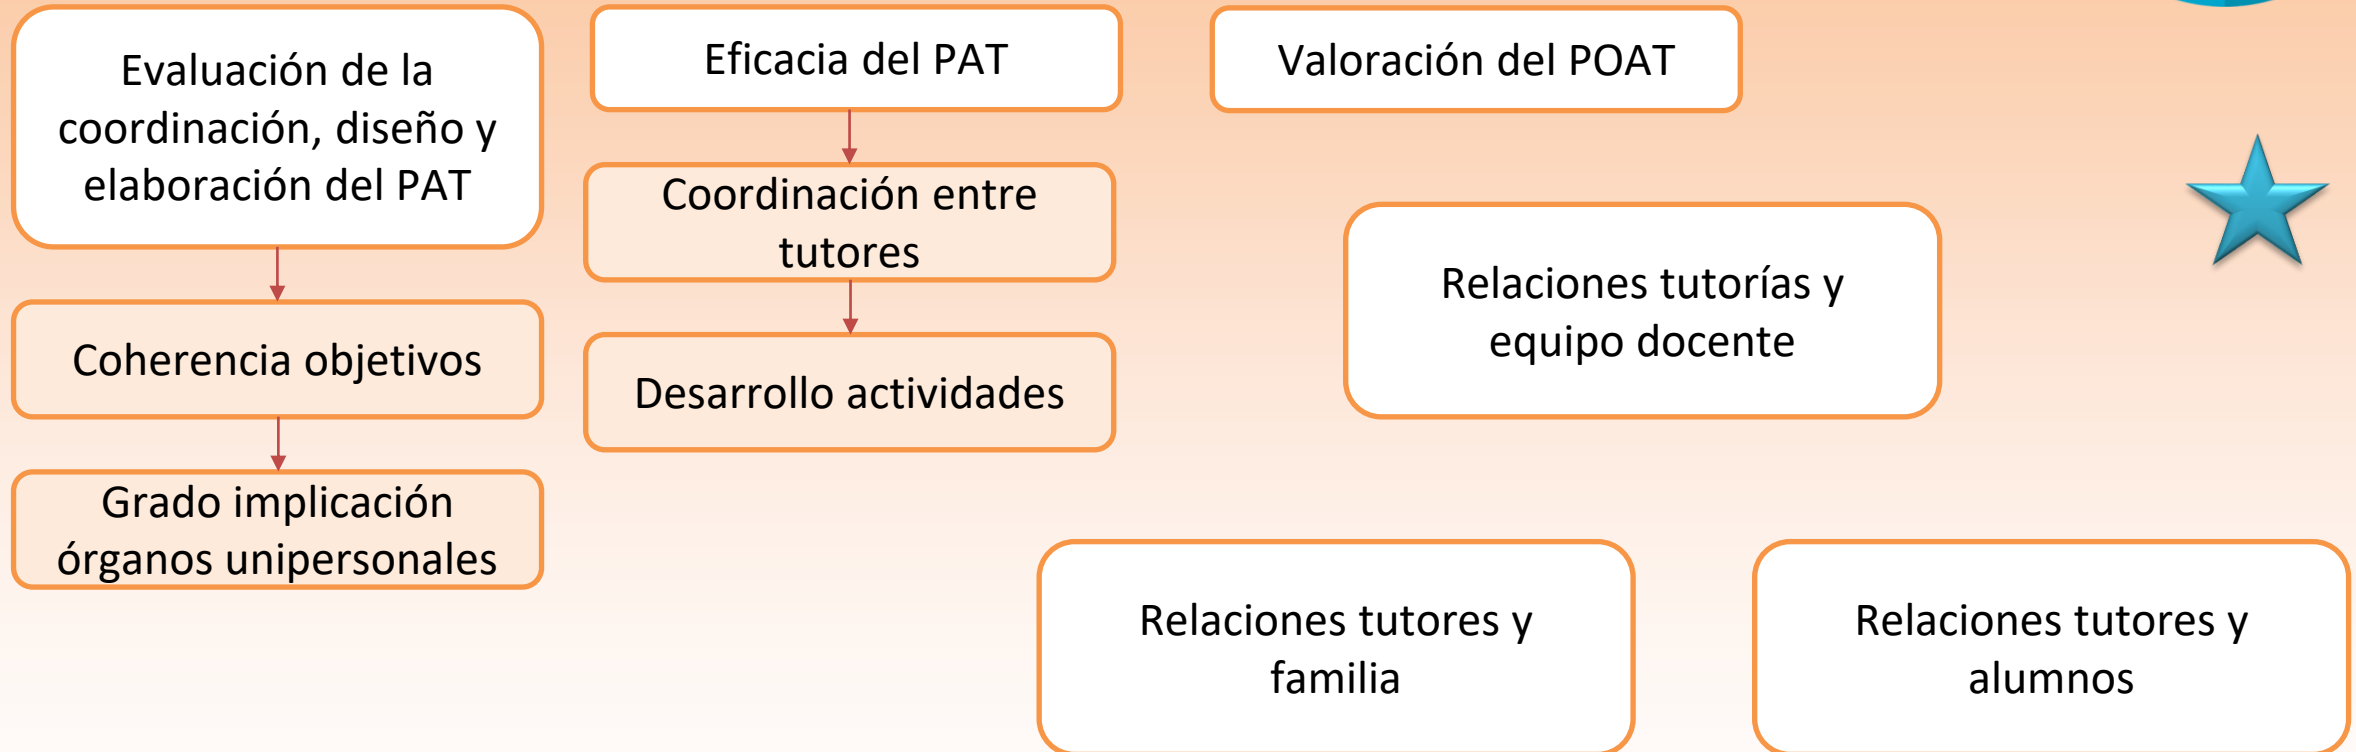 Evaluación de la
coordinación, diseño y
elaboración del PAT
Coherencia objetivos
Grado implicación
órganos unipersonales
Eficacia del PAT
Coordinación entre
tutores
Desarrollo actividades
Valoración del POAT
Relaciones tutorías y
equipo docente
Relaciones tutores y
familia
Relaciones tutores y
alumnos